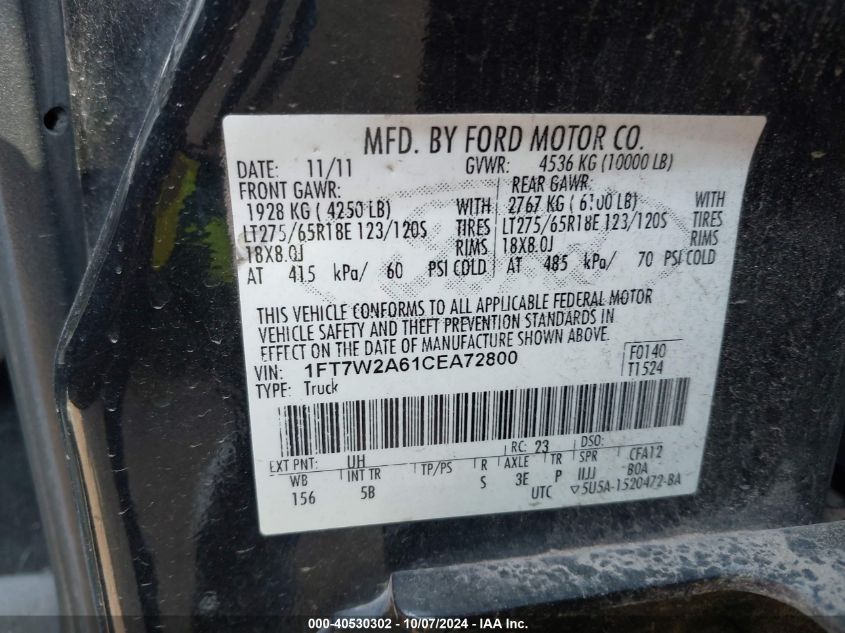 MFD. BY FORD MOTOR CO.
DATE: 11/11 GVWR: 4536 KG (10000 LB)
FRONT GAWR: REAR GAWR:
1928 KG ( 4250 LB) WITH 2767 KG ( 6100 LB) WITH
LT275/65R18E 123/120S TIRES LT275/65R18E 123/120S TIRES
18X8.0J RIMS 18X8.0J RIMS
AT 415 kPa/ 60 PSI COLD AT 485 kPa/ 70 PSI COLD
THIS VEHICLE CONFORMS TO ALL APPLICABLE FEDERAL MOTOR
VEHICLE SAFETY AND THEFT PREVENTION STANDARDS IN
EFFECT ON THE DATE OF MANUFACTURE SHOWN ABOVE.
VIN: 1FT7W2A61CEA72800 F0140
TYPE: Truck T1524
EXT PNT: UH RC: 23 DSO:
WB INT TR TP/PS R AXLE TR SPR CFA12
156 5B S 3E P IIJJ BOA
UTC ▽5U5A-1520472-BA
000-40530302 - 10/07/2024 - IAA Inc.